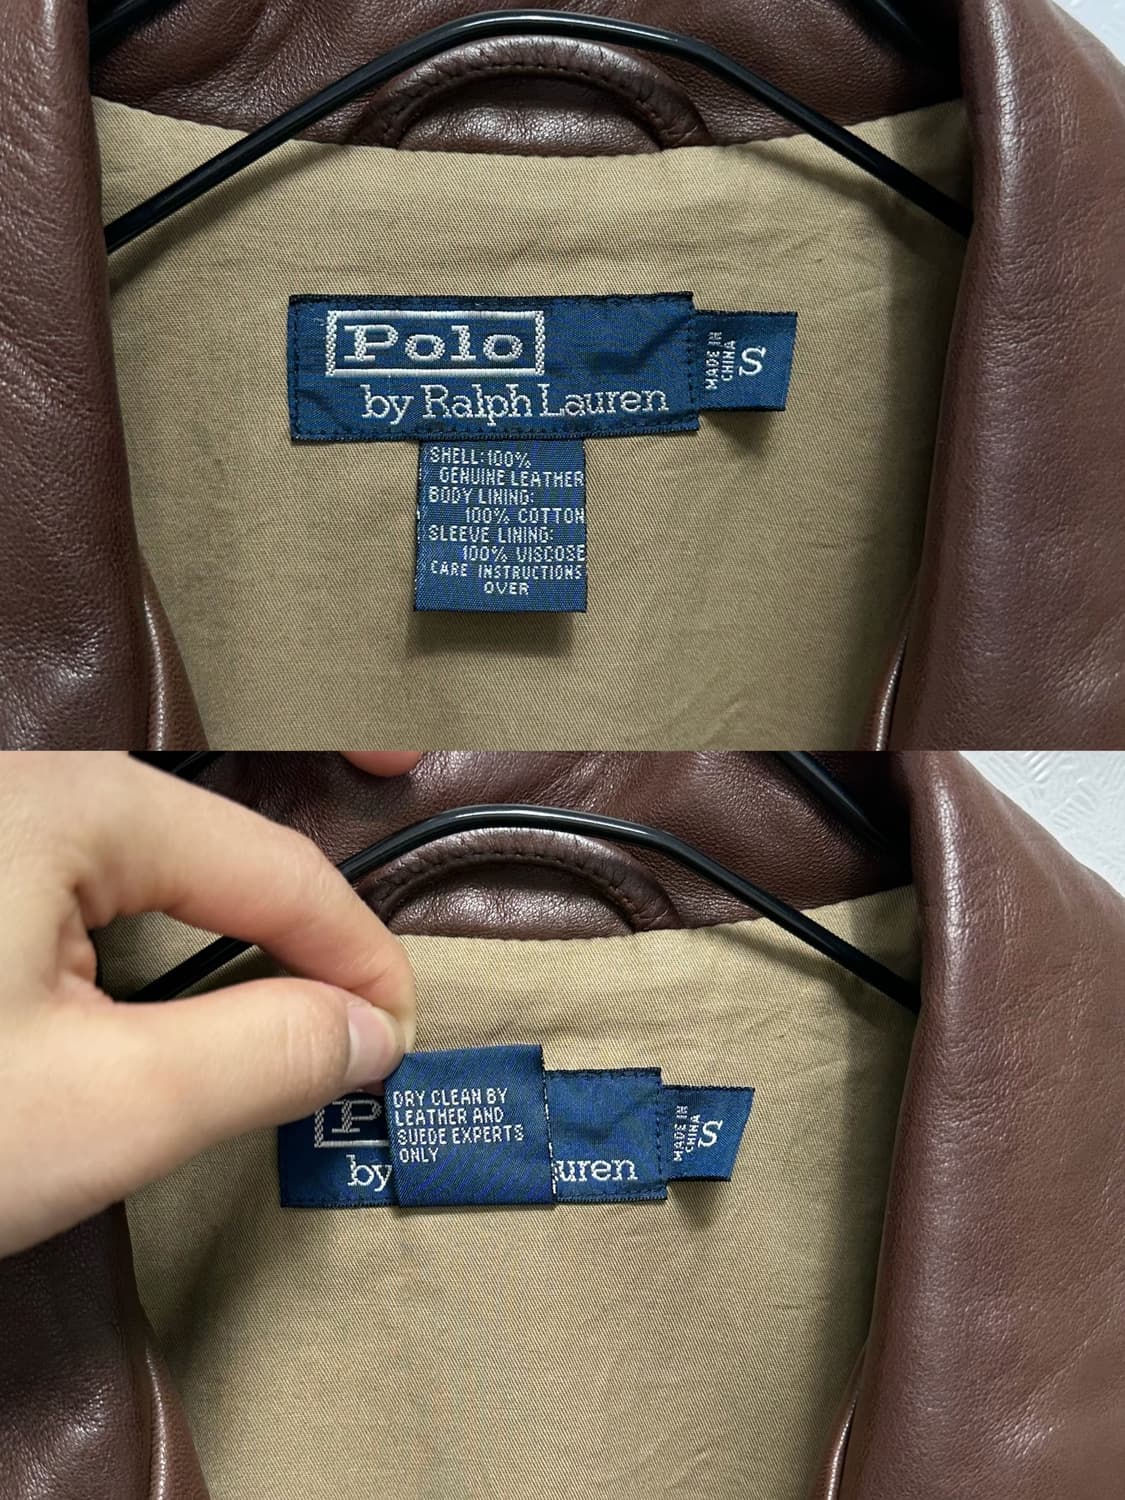 Polo
by Ralph Lauren
MADE IN
CHINA
S
SHELL:100%
GENUINE LEATHER
BODY LINING:
100% COTTON
SLEEVE LINING:
100% VISCOSE
CARE INSTRUCTIONS
OVER
P
by
uren
DRY CLEAN BY
LEATHER AND
SUEDE EXPERTS
ONLY
MADE IN
CHINA
S